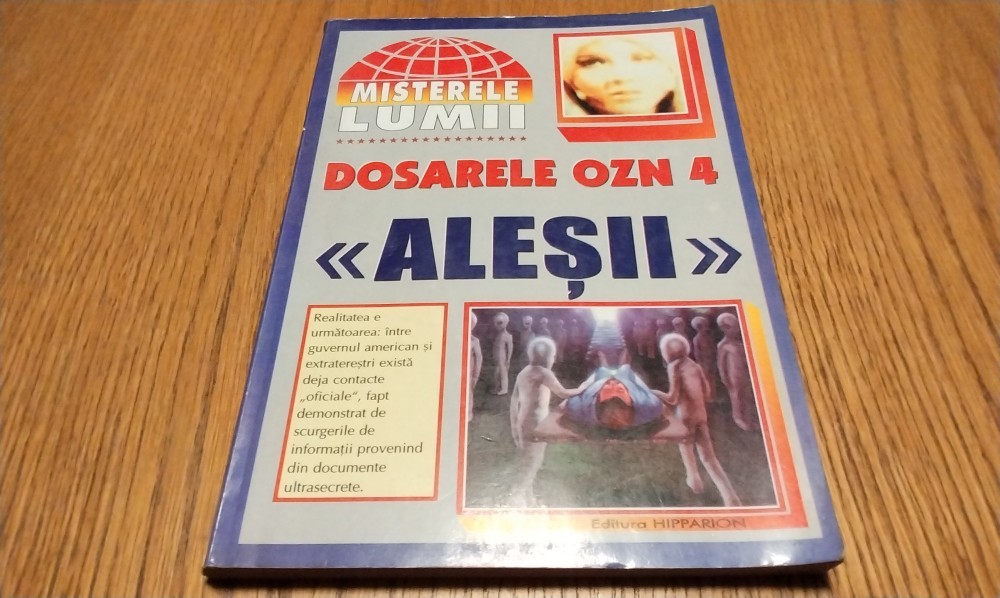 MISTERELE
LUMII
DOSARELE OZN 4
«ALEȘII»
Realitatea e
următoarea: între
guvernul american și
extratereștri există
deja contacte
„oficiale“, fapt
demonstrat de
scurgerile de
informații provenind
din documente
ultrasecrete.
Editura HIPPARION